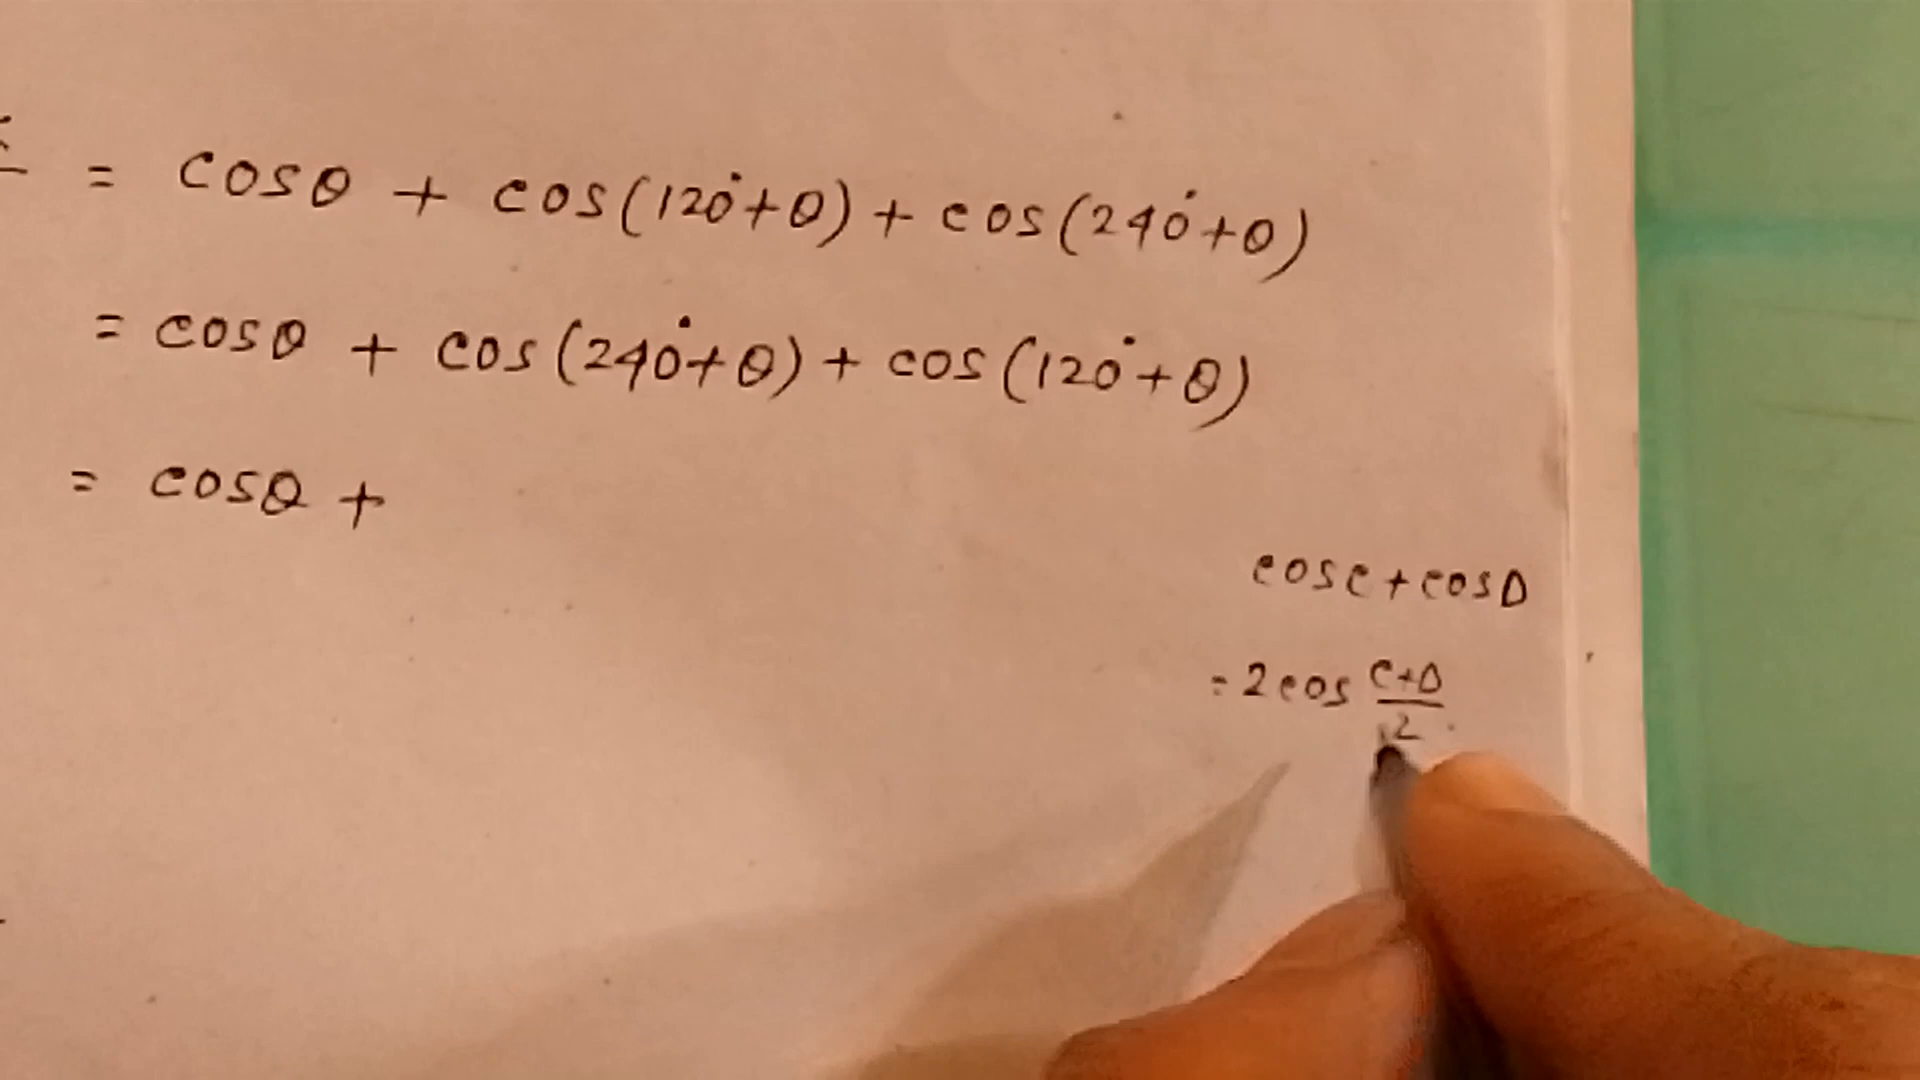 = cosθ + cos(120°+θ) + cos(240°+θ)
= cosθ + cos(240°+θ) + cos(120°+θ)
= cosθ +
cosC + cosD
= 2cos C+D
2